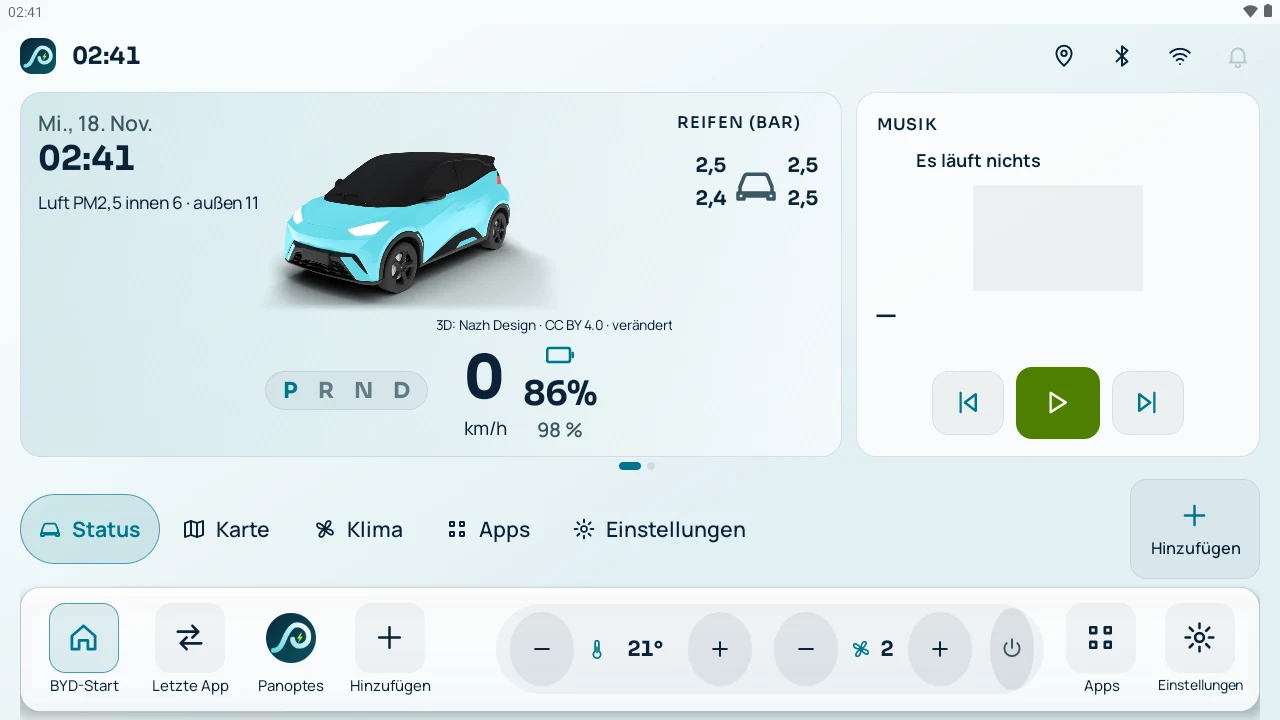 02:41
02:41
Mi., 18. Nov.
02:41
Luft PM2,5 innen 6 · außen 11
REIFEN (BAR)
2,5 2,5
2,4 2,5
3D: Nazh Design · CC BY 4.0 · verändert
P R N D
0
km/h
86%
98 %
MUSIK
Es läuft nichts
—
Status
Karte
Klima
Apps
Einstellungen
Hinzufügen
BYD-Start
Letzte App
Panoptes
Hinzufügen
− 21° +
− 2 +
Apps
Einstellungen